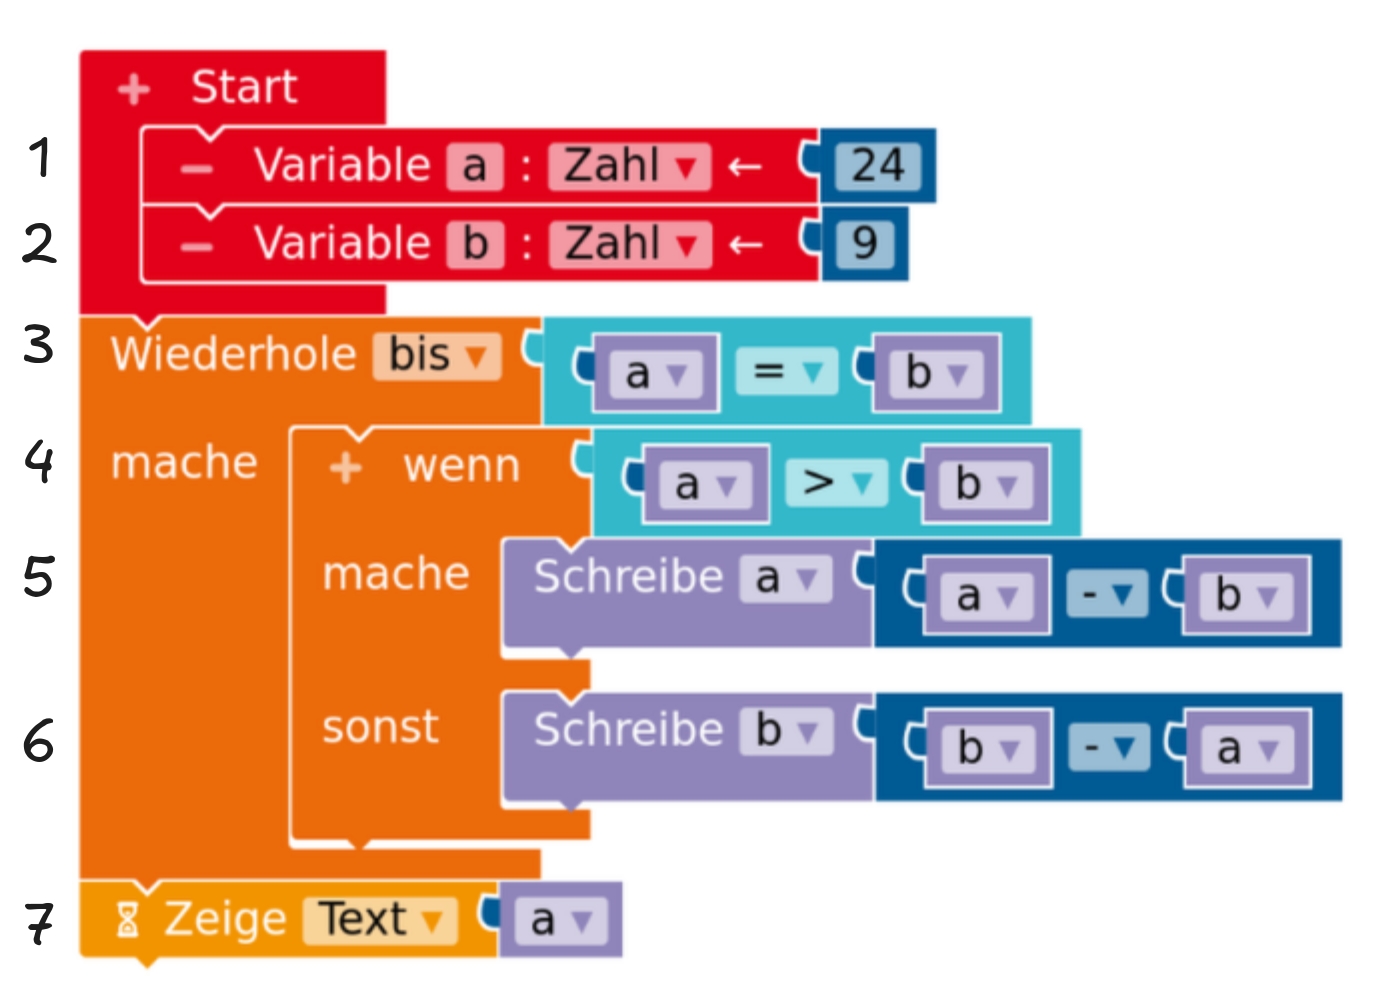 + Start
1 – Variable a : Zahl ▼ ← 24
2 – Variable b : Zahl ▼ ← 9
3 Wiederhole bis ▼ a ▼ = ▼ b ▼
4 mache + wenn a ▼ > ▼ b ▼
5 mache Schreibe a ▼ a ▼ - ▼ b ▼
6 sonst Schreibe b ▼ b ▼ - ▼ a ▼
7 Zeige Text ▼ a ▼